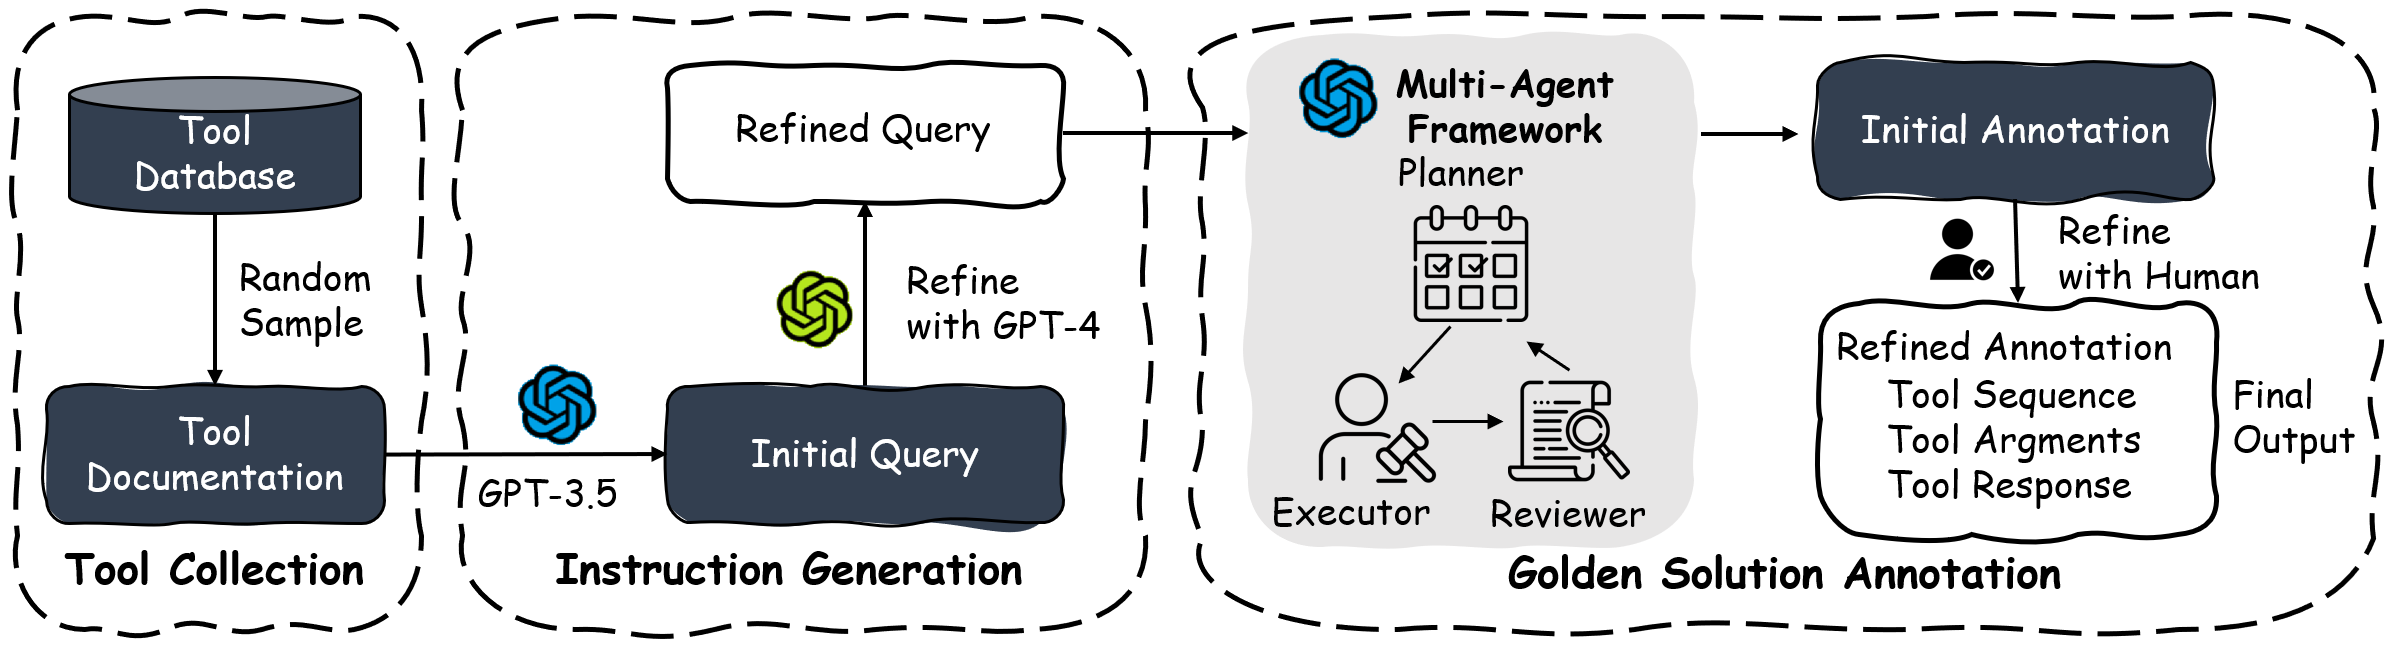 Tool
Database
Random
Sample
Tool
Documentation
Tool Collection
GPT-3.5
Refined Query
Refine
with GPT-4
Initial Query
Instruction Generation
Multi-Agent
Framework
Planner
Executor
Reviewer
Initial Annotation
Refine
with Human
Refined Annotation
Tool Sequence
Tool Argments
Tool Response
Final
Output
Golden Solution Annotation